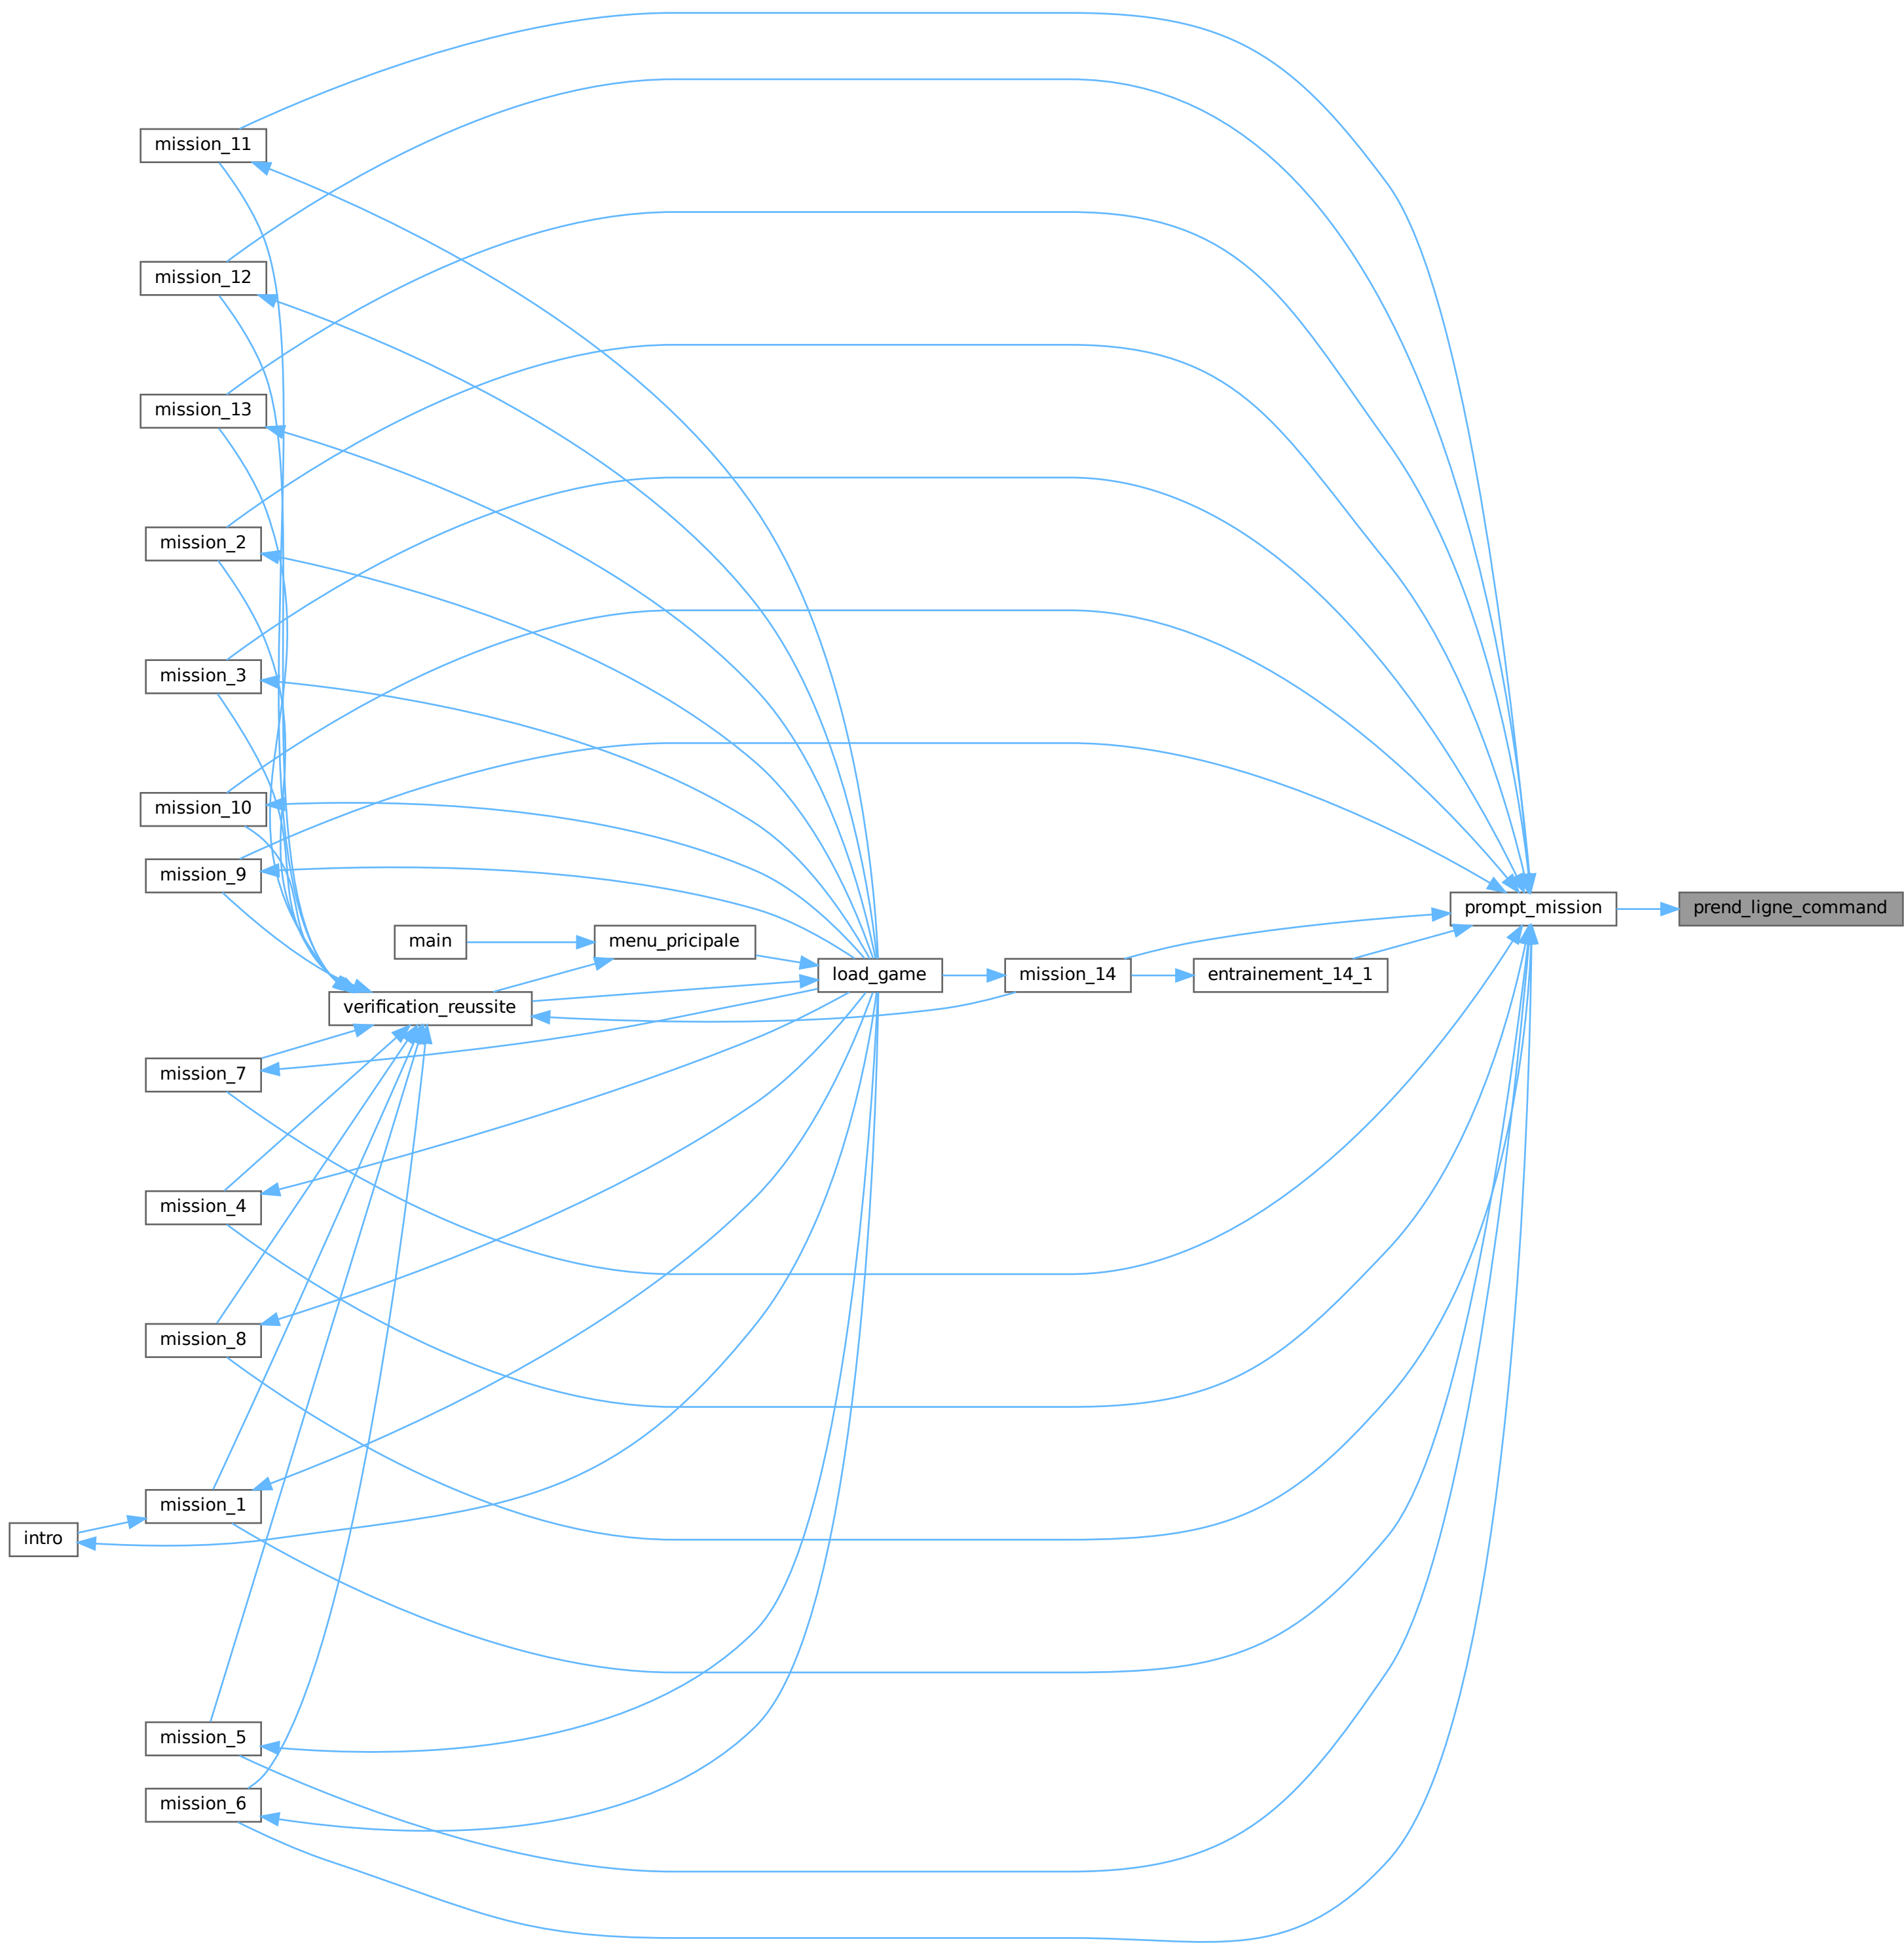 mission_11
mission_12
mission_13
mission_2
mission_3
mission_10
mission_9
prompt_mission
prend_ligne_command
main
menu_pricipale
load_game
mission_14
entrainement_14_1
verification_reussite
mission_7
mission_4
mission_8
mission_1
intro
mission_5
mission_6